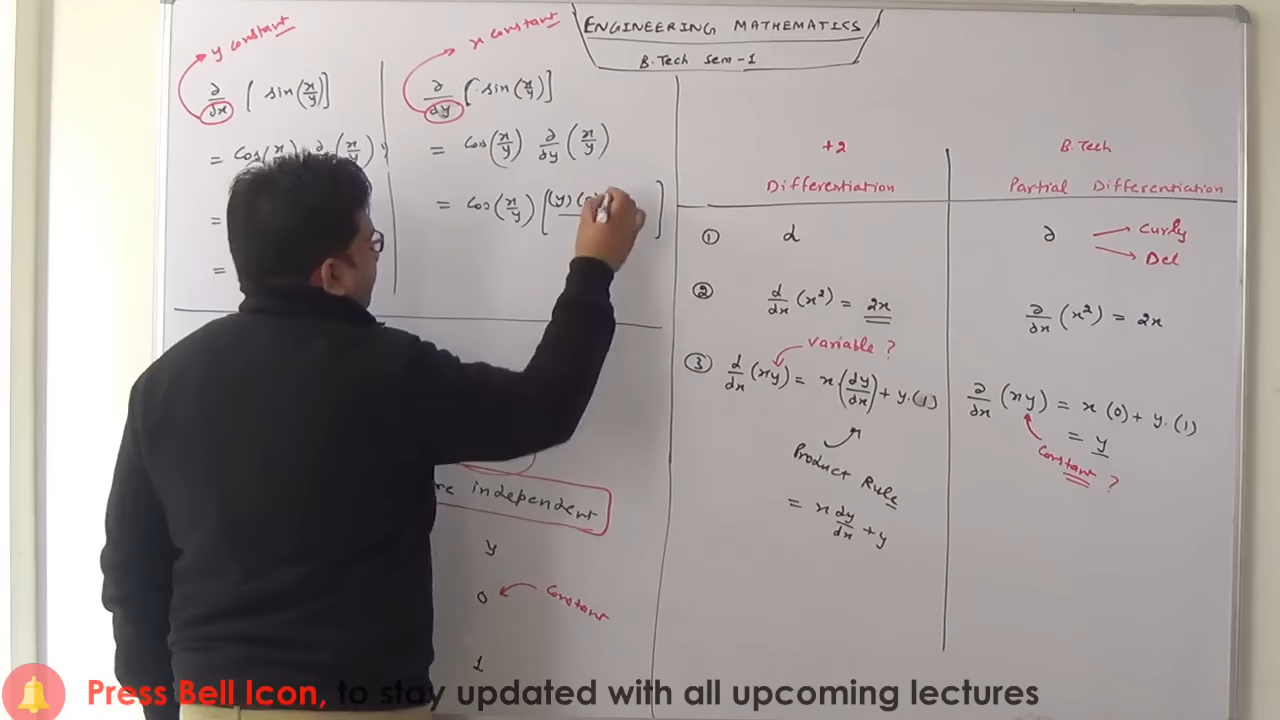 ENGINEERING MATHEMATICS
B.Tech Sem-1
y constant
∂/∂x [ sin(x/y) ]
= Cos(x/
=
=
x constant
∂/∂y [ sin(x/y) ]
= Cos(x/y) ∂/∂y (x/y)
= Cos(x/y) [ (y)(
are independent
y
0 Constant
1
+2
Differentiation
B.Tech
Partial Differentiation
① d
∂ Curly
Del
② d/dx (x²) = 2x
∂/∂x (x²) = 2x
Variable ?
③ d/dx (xy) = x(dy/dx) + y.(1)
Product Rule
= x dy/dx + y
∂/∂x (xy) = x (0) + y.(1)
= y
Constant ?
Press Bell Icon, to stay updated with all upcoming lectures